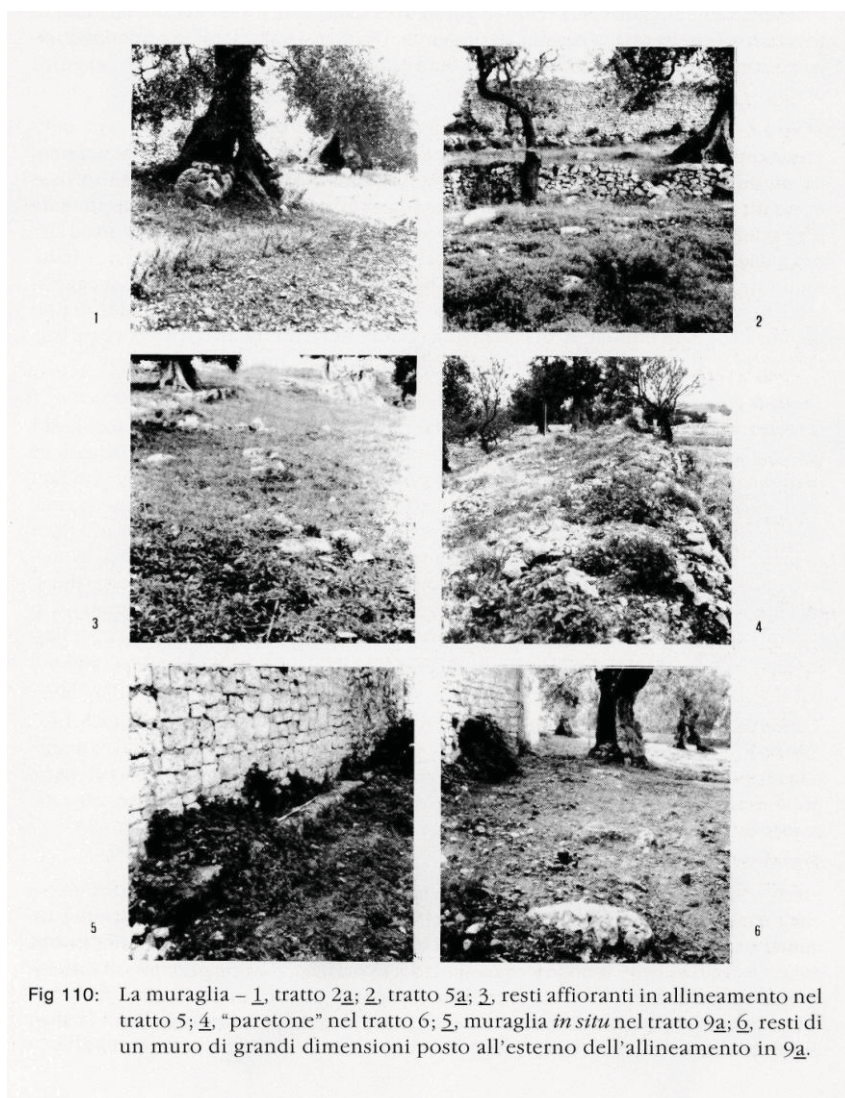 1
2
3
4
5
6
Fig 110: La muraglia – 1, tratto 2a; 2, tratto 5a; 3, resti affioranti in allineamento nel
tratto 5; 4, “paretone” nel tratto 6; 5, muraglia in situ nel tratto 9a; 6, resti di
un muro di grandi dimensioni posto all’esterno dell’allineamento in 9a.